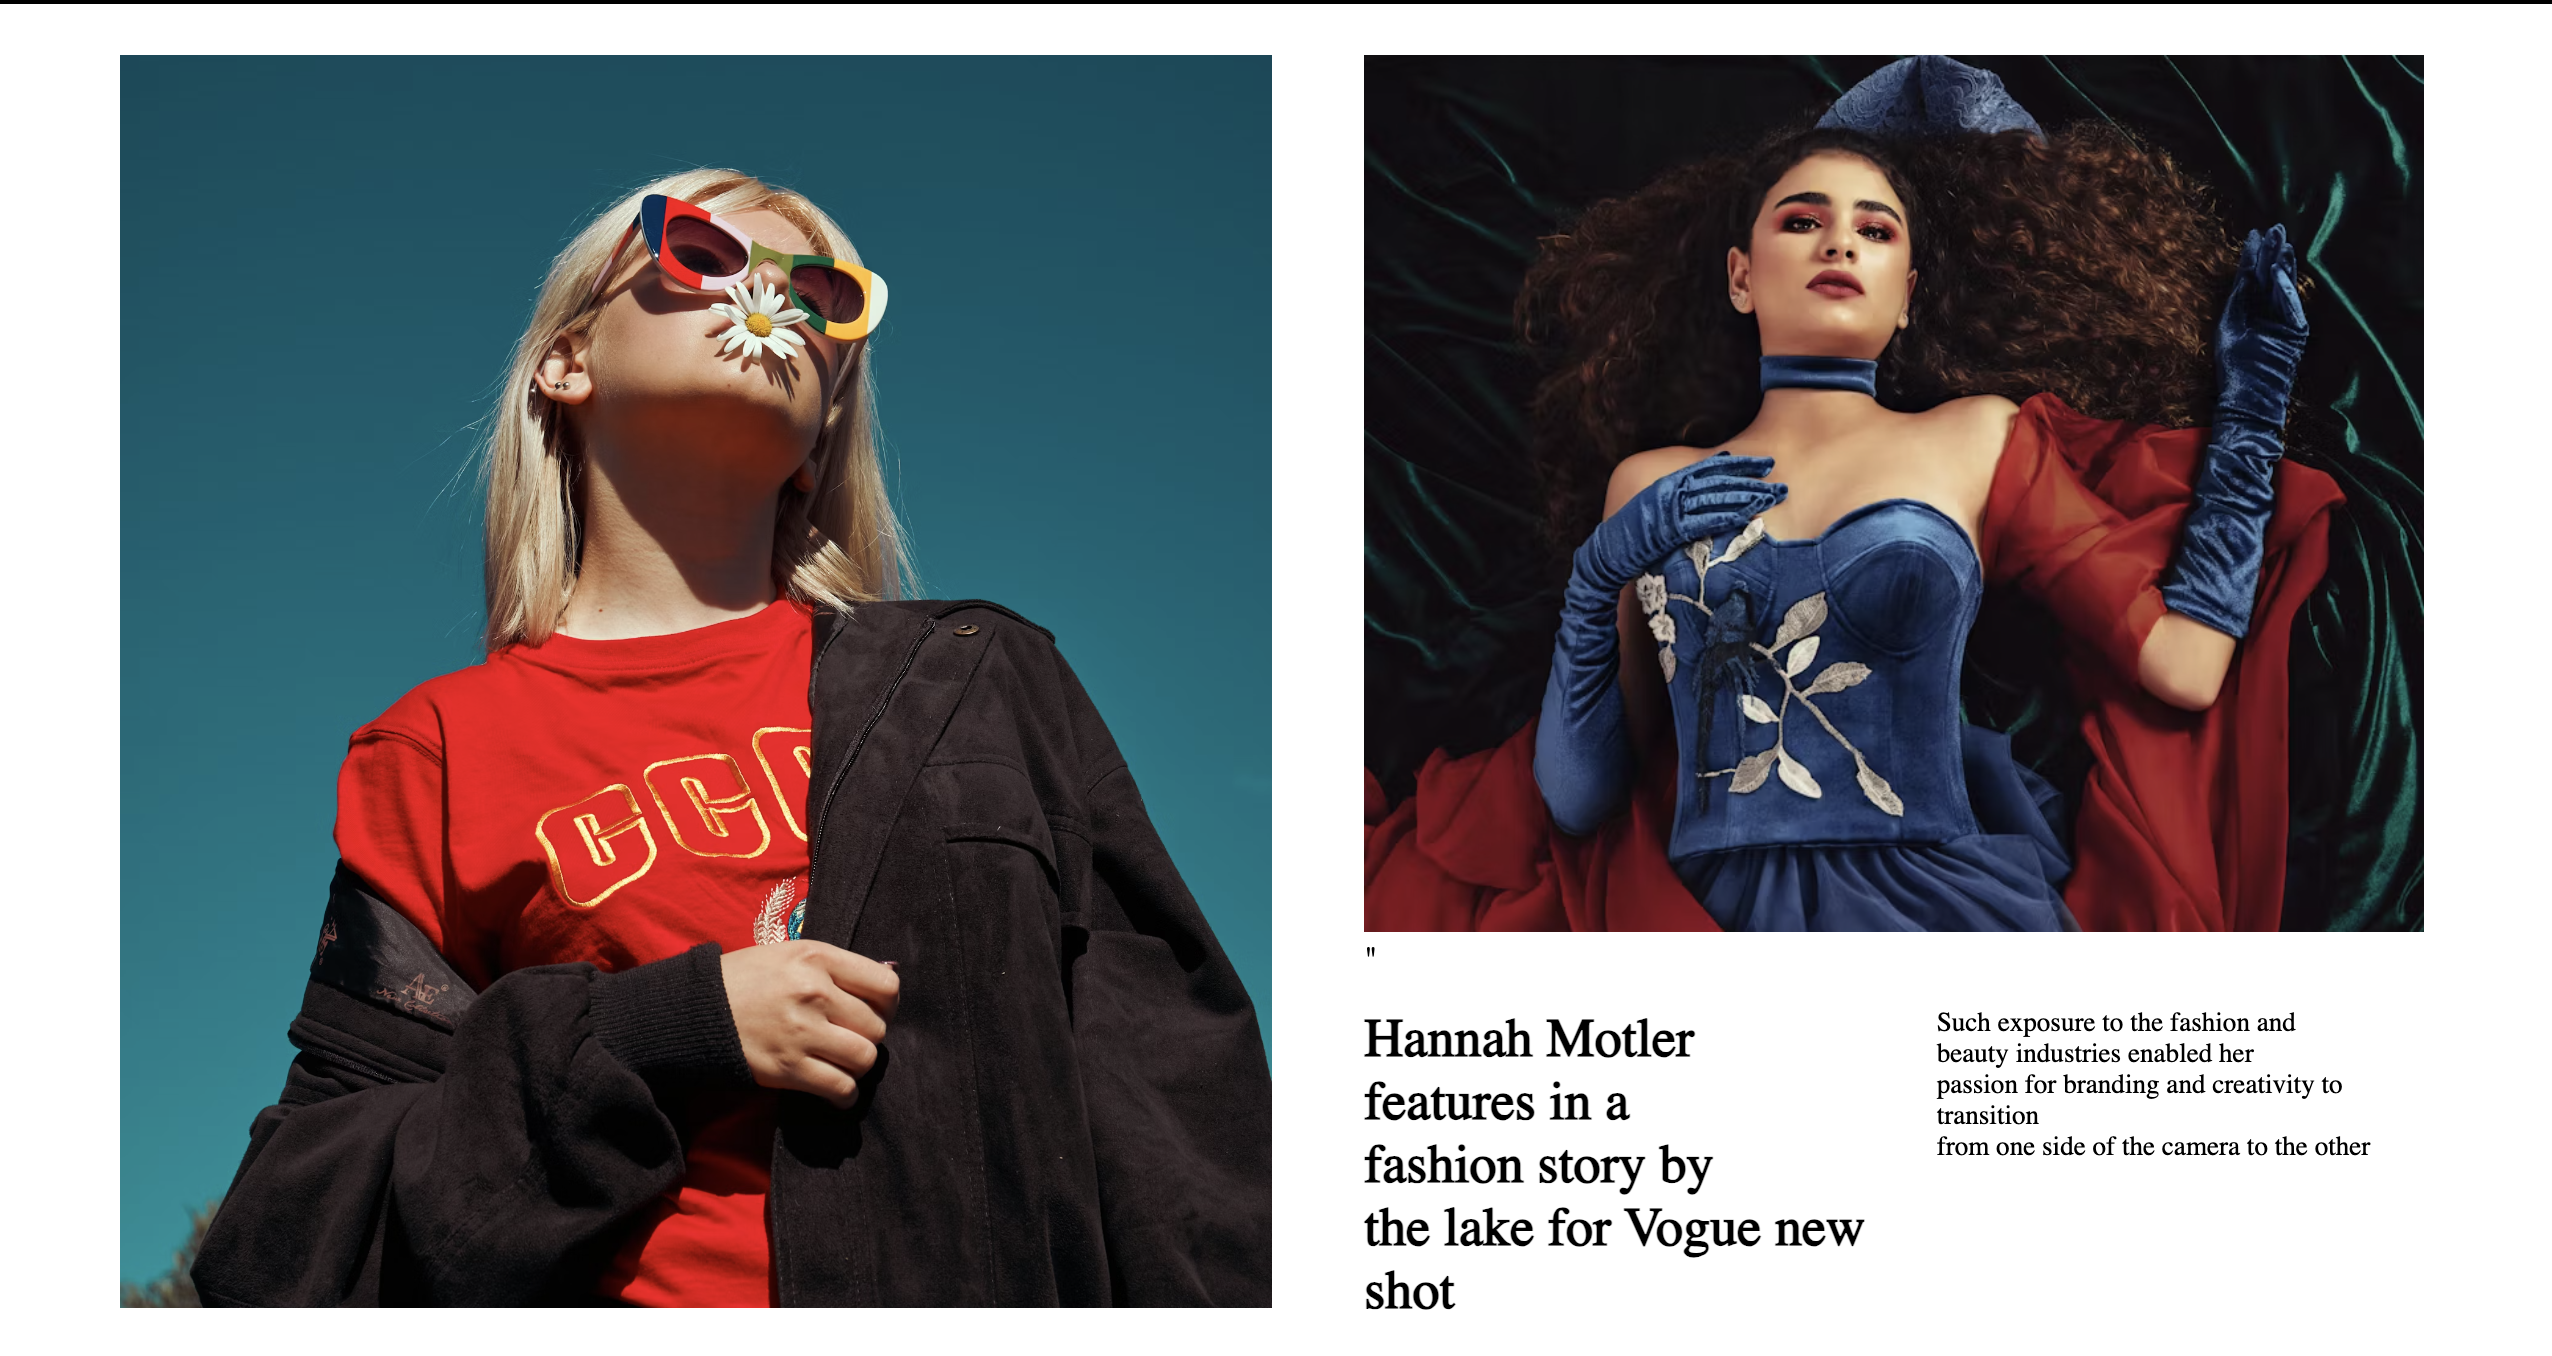 CCC
AE
"
Hannah Motler
features in a
fashion story by
the lake for Vogue new
shot
Such exposure to the fashion and
beauty industries enabled her
passion for branding and creativity to
transition
from one side of the camera to the other